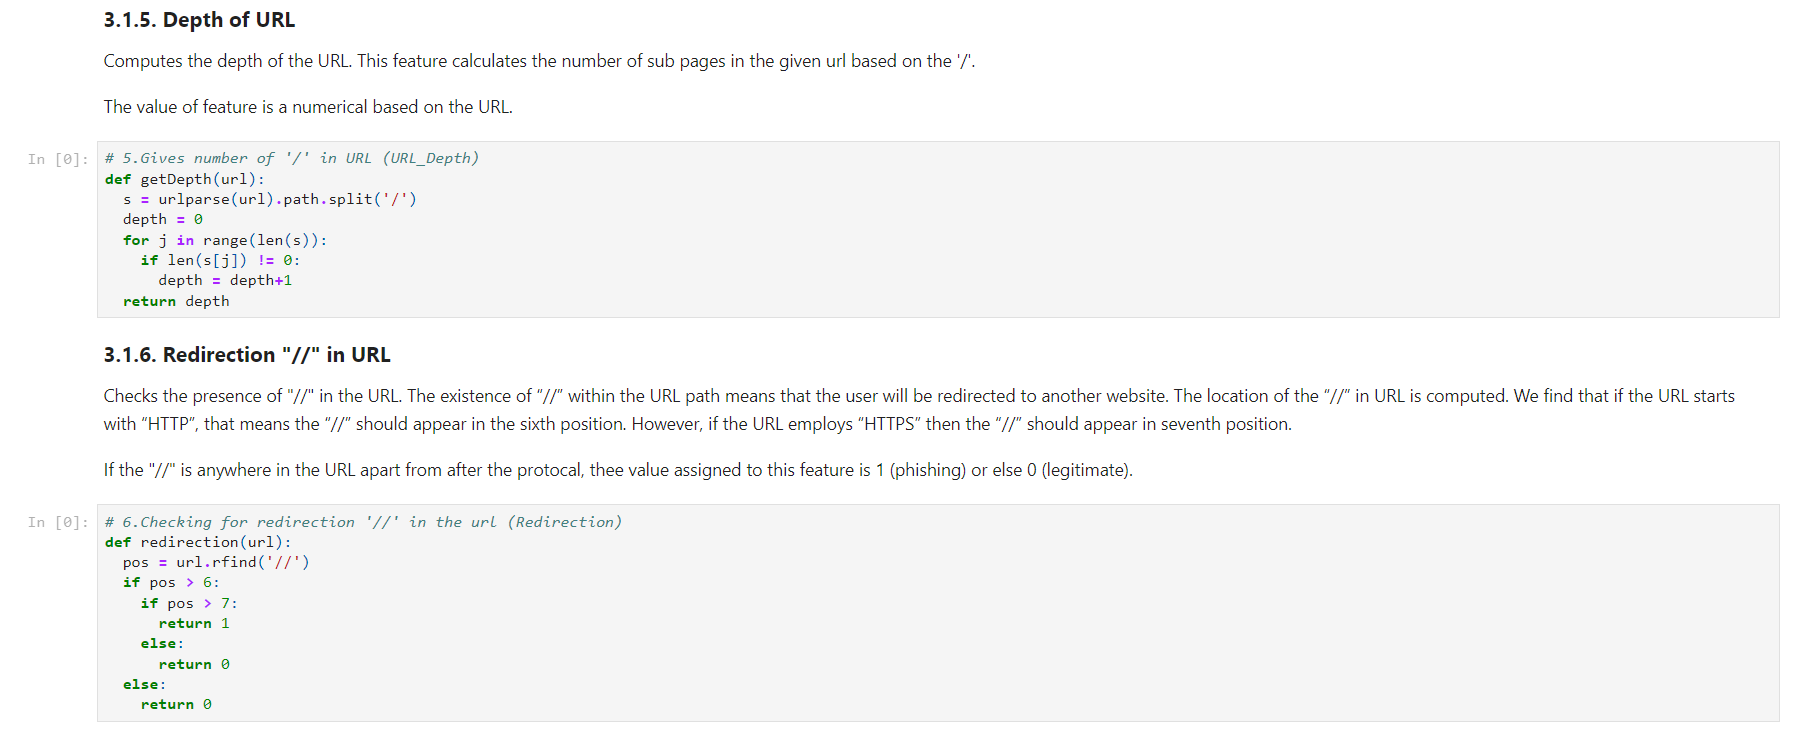 3.1.5. Depth of URL
Computes the depth of the URL. This feature calculates the number of sub pages in the given url based on the '/'.
The value of feature is a numerical based on the URL.
In [0]:
# 5.Gives number of '/' in URL (URL_Depth)
def getDepth(url):
  s = urlparse(url).path.split('/')
  depth = 0
  for j in range(len(s)):
    if len(s[j]) != 0:
      depth = depth+1
  return depth
3.1.6. Redirection "//" in URL
Checks the presence of "//" in the URL. The existence of “//” within the URL path means that the user will be redirected to another website. The location of the “//” in URL is computed. We find that if the URL starts
with “HTTP”, that means the “//” should appear in the sixth position. However, if the URL employs “HTTPS” then the “//” should appear in seventh position.
If the "//" is anywhere in the URL apart from after the protocal, thee value assigned to this feature is 1 (phishing) or else 0 (legitimate).
In [0]:
# 6.Checking for redirection '//' in the url (Redirection)
def redirection(url):
  pos = url.rfind('//')
  if pos > 6:
    if pos > 7:
      return 1
    else:
      return 0
  else:
    return 0